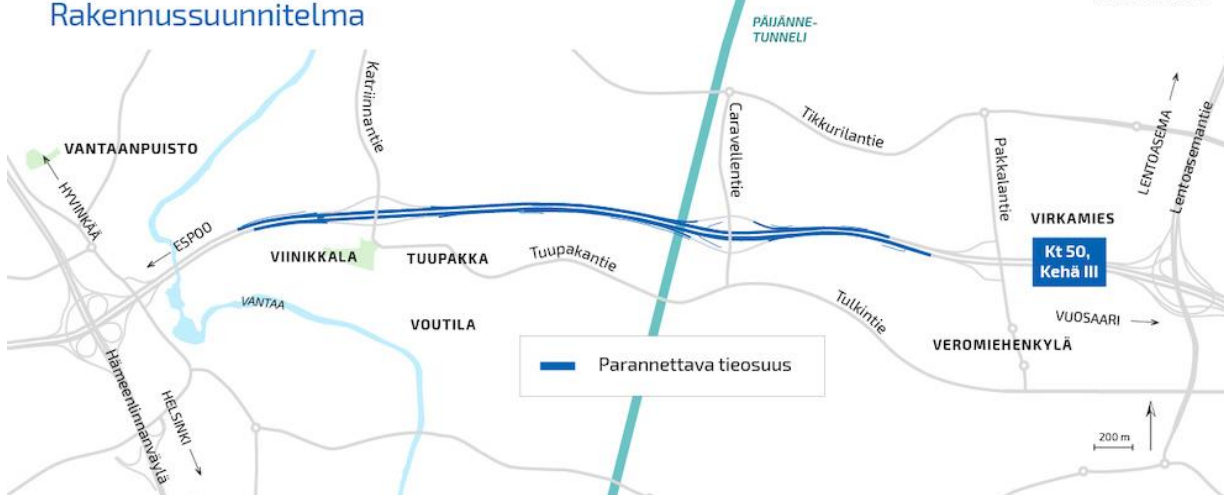 Rakennussuunnitelma
PÄIJÄNNE-
TUNNELI
Katriinantie
Caravellentie
Tikkurilantie
LENTOASEMA
Lentoasemantie
VANTAANPUISTO
HYVINKÄÄ
Pakkalantie
VIRKAMIES
ESPOO
VIINIKKALA
TUUPAKKA
Tuupakantie
Kt 50,
Kehä III
VANTAA
VOUTILA
Tulkintie
VUOSAARI
VEROMIEHENKYLÄ
Parannettava tieosuus
Hämeenlinnanväylä
HELSINKI
200 m